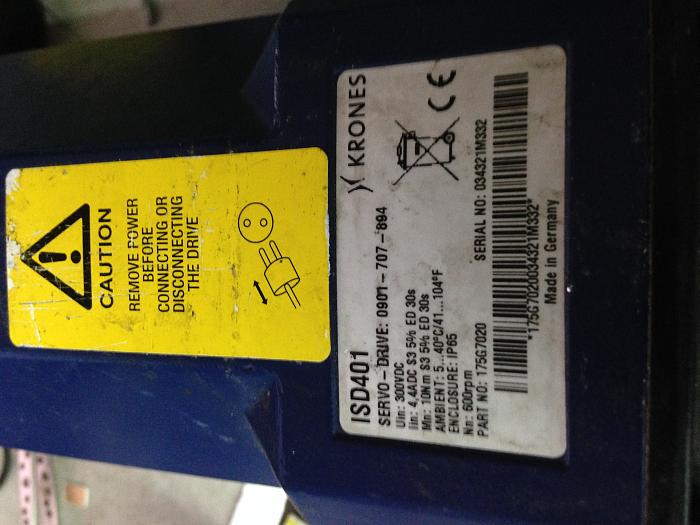 CAUTION
REMOVE POWER
BEFORE
CONNECTING OR
DISCONNECTING
THE DRIVE
KRONES
ISD401
SERVO-DRIVE: 0901-707-894
Uin: 300VDC
Iin: 4,4ADC S3 5% ED 30s
Mn: 10Nm S3 5% ED 30s
AMBIENT: 5...40°C/41...104°F
ENCLOSURE: IP65
Nn: 600rpm
PART NO: 175G7020
SERIAL NO: 034321M332
CE
*175G7020034321M332*
Made in Germany